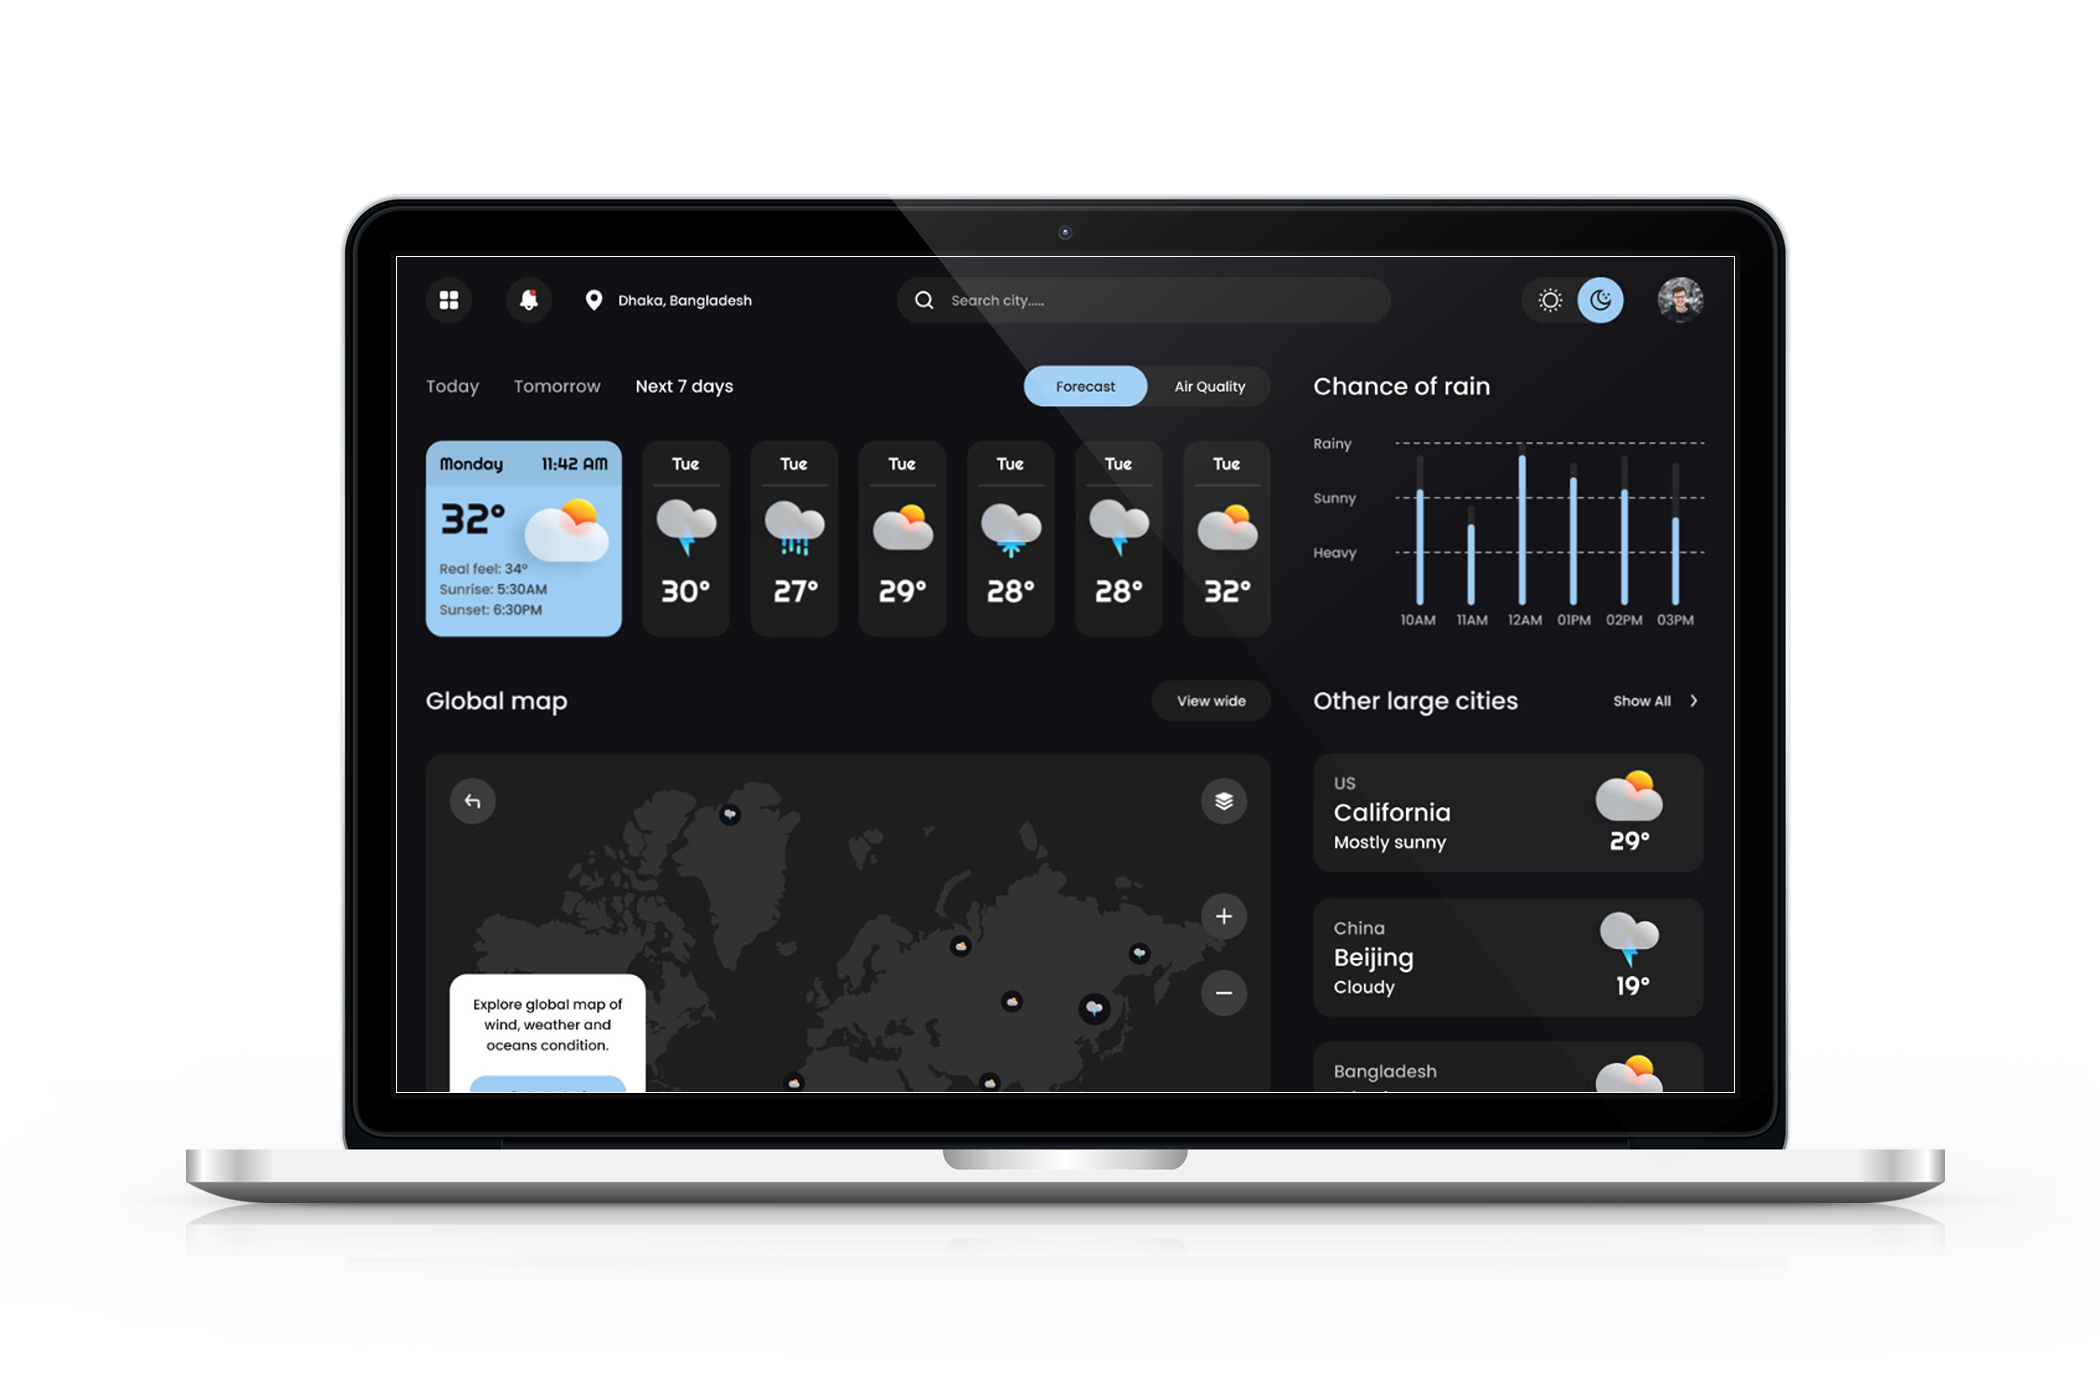 Dhaka, Bangladesh
Search city.....
Today Tomorrow Next 7 days
Forecast Air Quality
Monday 11:42 AM
32°
Real feel: 34°
Sunrise: 5:30AM
Sunset: 6:30PM
Tue
30°
Tue
27°
Tue
29°
Tue
28°
Tue
28°
Tue
32°
Chance of rain
Rainy
Sunny
Heavy
10AM 11AM 12AM 01PM 02PM 03PM
Global map
View wide
Explore global map of
wind, weather and
oceans condition.
Other large cities
Show All
US
California
Mostly sunny
29°
China
Beijing
Cloudy
19°
Bangladesh